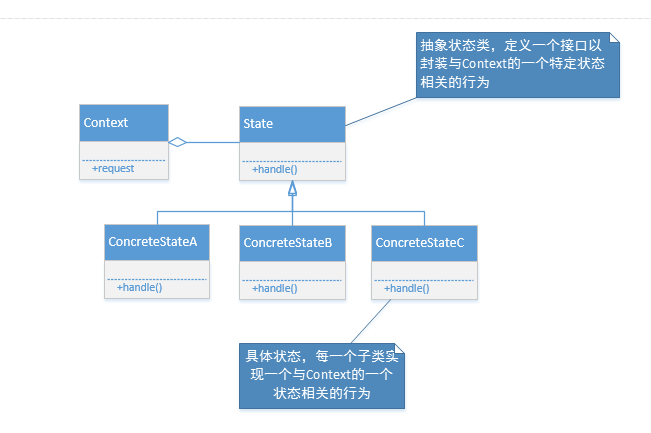 抽象状态类，定义一个接口以
封装与Context的一个特定状态
相关的行为
Context
State
+request
+handle()
ConcreteStateA
ConcreteStateB
ConcreteStateC
+handle()
+handle()
+handle()
具体状态，每一个子类实
现一个与Context的一个
状态相关的行为